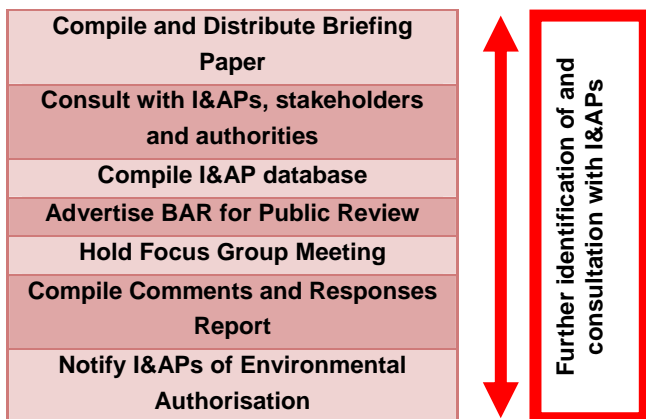 Compile and Distribute Briefing
Paper
Consult with I&APs, stakeholders
and authorities
Compile I&AP database
Advertise BAR for Public Review
Hold Focus Group Meeting
Compile Comments and Responses
Report
Notify I&APs of Environmental
Authorisation
Further identification of and
consultation with I&APs